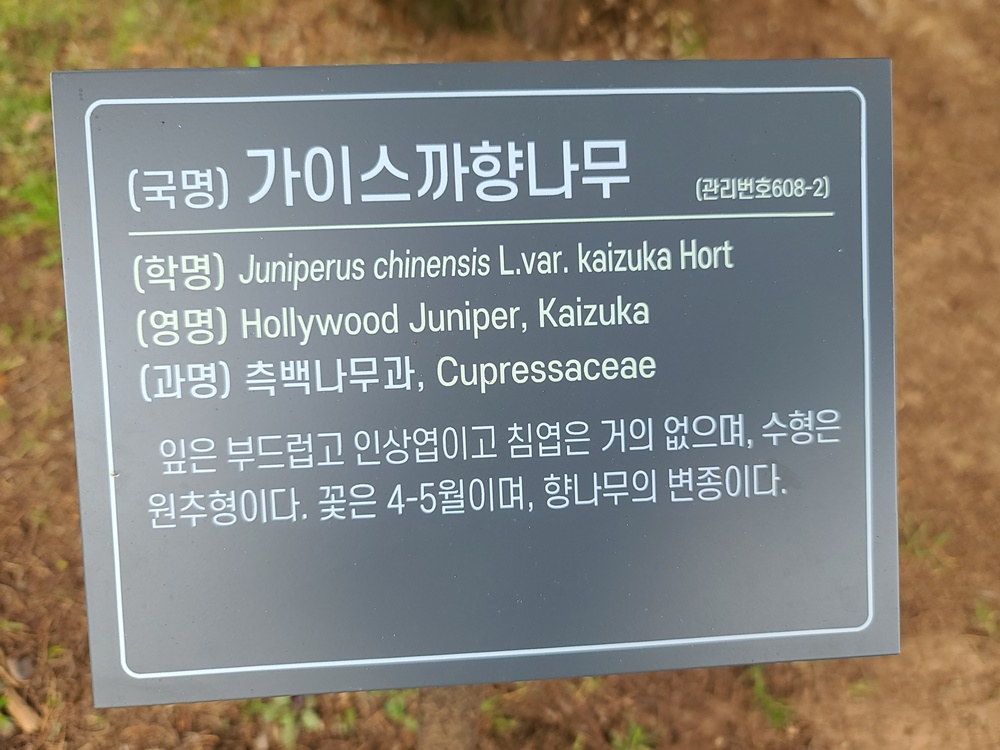 (국명) 가이스까향나무 (관리번호608-2)
(학명) Juniperus chinensis L.var. kaizuka Hort
(영명) Hollywood Juniper, Kaizuka
(과명) 측백나무과, Cupressaceae
잎은 부드럽고 인상엽이고 침엽은 거의 없으며, 수형은
원추형이다. 꽃은 4-5월이며, 향나무의 변종이다.